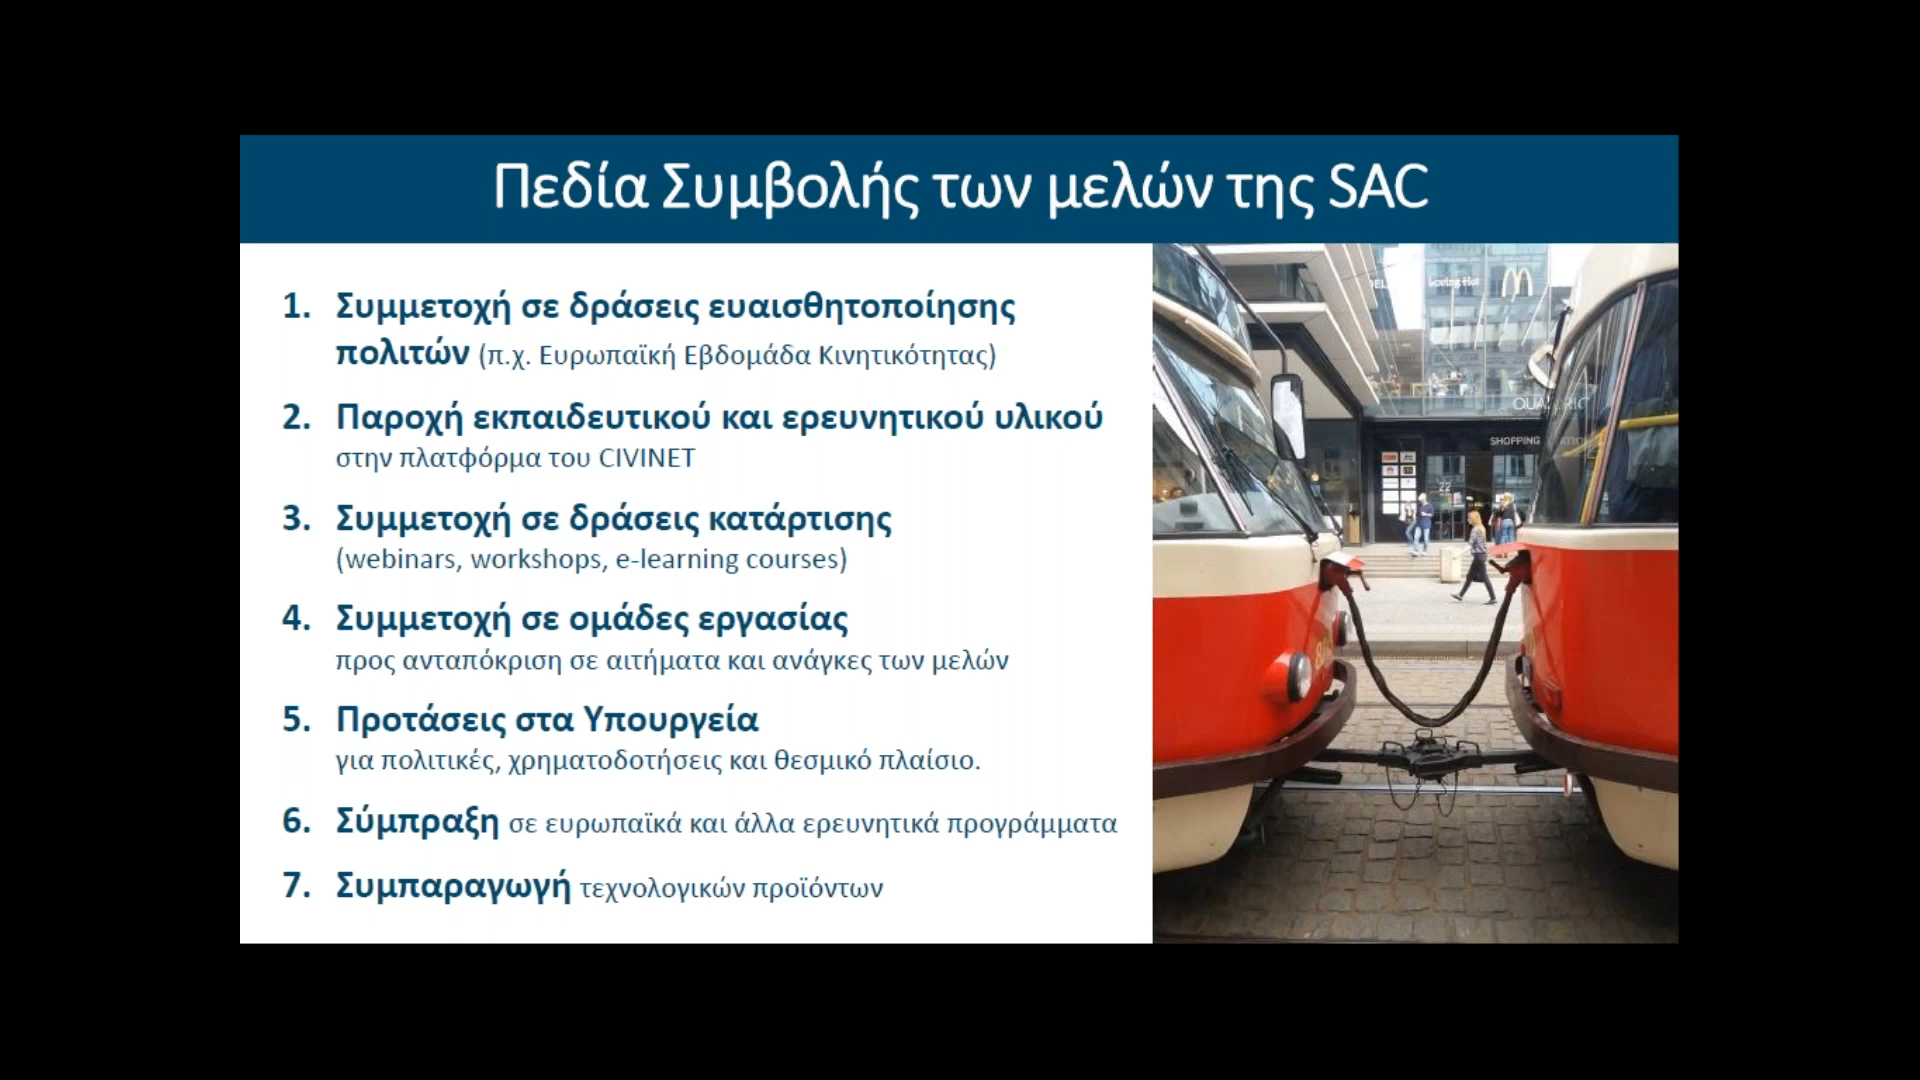 Πεδία Συμβολής των μελών της SAC
1. Συμμετοχή σε δράσεις ευαισθητοποίησης
πολιτών (π.χ. Ευρωπαϊκή Εβδομάδα Κινητικότητας)
2. Παροχή εκπαιδευτικού και ερευνητικού υλικού
στην πλατφόρμα του CIVINET
3. Συμμετοχή σε δράσεις κατάρτισης
(webinars, workshops, e-learning courses)
4. Συμμετοχή σε ομάδες εργασίας
προς ανταπόκριση σε αιτήματα και ανάγκες των μελών
5. Προτάσεις στα Υπουργεία
για πολιτικές, χρηματοδοτήσεις και θεσμικό πλαίσιο.
6. Σύμπραξη σε ευρωπαϊκά και άλλα ερευνητικά προγράμματα
7. Συμπαραγωγή τεχνολογικών προϊόντων
SHOPPING
22